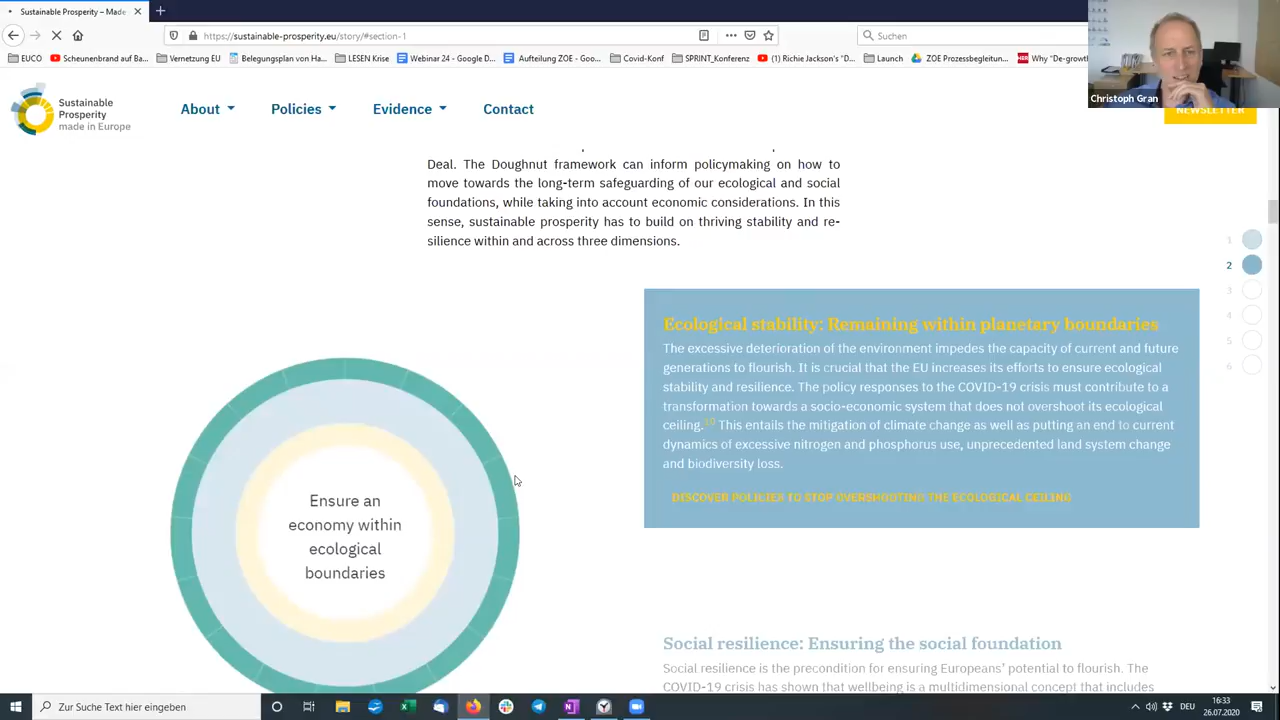 Sustainable Prosperity – Made
https://sustainable-prosperity.eu/story/#section-1
Suchen
EUCO
Scheunenbrand auf Ba...
Vernetzung EU
Belegungsplan von Ha...
LESEN Krise
Webinar 24 - Google D...
Aufteilung ZOE - Goo...
Covid-Konf
SPRINT_Konferenz
(1) Richie Jackson's "D...
Launch
ZOE Prozessbegleitun...
Why "De-growt
Christoph Gran
Sustainable
Prosperity
made in Europe
About
Policies
Evidence
Contact
NEWSLETTER
Deal. The Doughnut framework can inform policymaking on how to
move towards the long-term safeguarding of our ecological and social
foundations, while taking into account economic considerations. In this
sense, sustainable prosperity has to build on thriving stability and re-
silience within and across three dimensions.
1
2
3
4
5
6
Ecological stability: Remaining within planetary boundaries
The excessive deterioration of the environment impedes the capacity of current and future
generations to flourish. It is crucial that the EU increases its efforts to ensure ecological
stability and resilience. The policy responses to the COVID-19 crisis must contribute to a
transformation towards a socio-economic system that does not overshoot its ecological
ceiling.10 This entails the mitigation of climate change as well as putting an end to current
dynamics of excessive nitrogen and phosphorus use, unprecedented land system change
and biodiversity loss.
DISCOVER POLICIES TO STOP OVERSHOOTING THE ECOLOGICAL CEILING
Ensure an
economy within
ecological
boundaries
Social resilience: Ensuring the social foundation
Social resilience is the precondition for ensuring Europeans' potential to flourish. The
COVID-19 crisis has shown that wellbeing is a multidimensional concept that includes
Zur Suche Text hier eingeben
DEU
16:33
26.07.2020